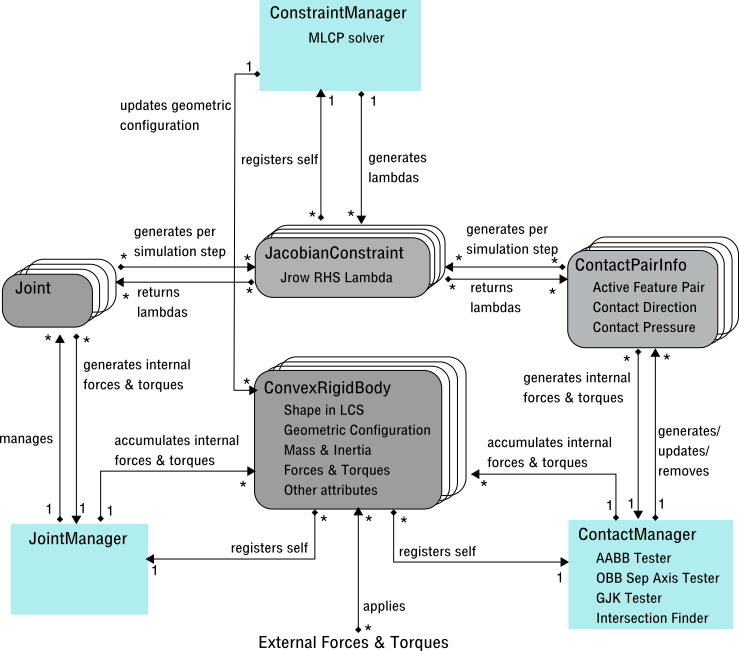 ConstraintManager
MLCP solver
1
updates geometric
configuration
1
1
registers self
generates
lambdas
*
*
generates per
simulation step
*
*
JacobianConstraint
Jrow RHS Lambda
generates per
simulation step
*
*
Joint
*
returns
lambdas
*
*
returns
lambdas
*
ContactPairInfo
Active Feature Pair
Contact Direction
Contact Pressure
*
*
generates internal
forces & torques
*
*
*
generates internal
forces & torques
*
ConvexRigidBody
Shape in LCS
Geometric Configuration
Mass & Inertia
Forces & Torques
Other attributes
manages
accumulates internal
forces & torques
*
accumulates internal
forces & torques
*
generates/
updates/
removes
1
1
1
1
1
1
JointManager
*
*
*
registers self
1
registers self
1
ContactManager
AABB Tester
OBB Sep Axis Tester
GJK Tester
Intersection Finder
applies
*
External Forces & Torques